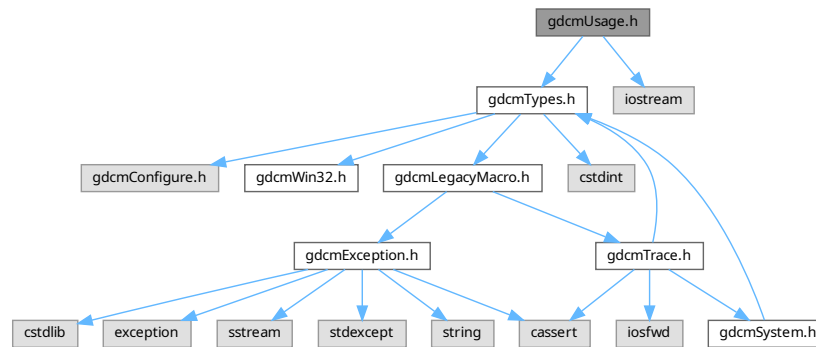 gdcmUsage.h
gdcmTypes.h
iostream
gdcmConfigure.h
gdcmWin32.h
gdcmLegacyMacro.h
cstdint
gdcmException.h
gdcmTrace.h
cstdlib
exception
sstream
stdexcept
string
cassert
iosfwd
gdcmSystem.h